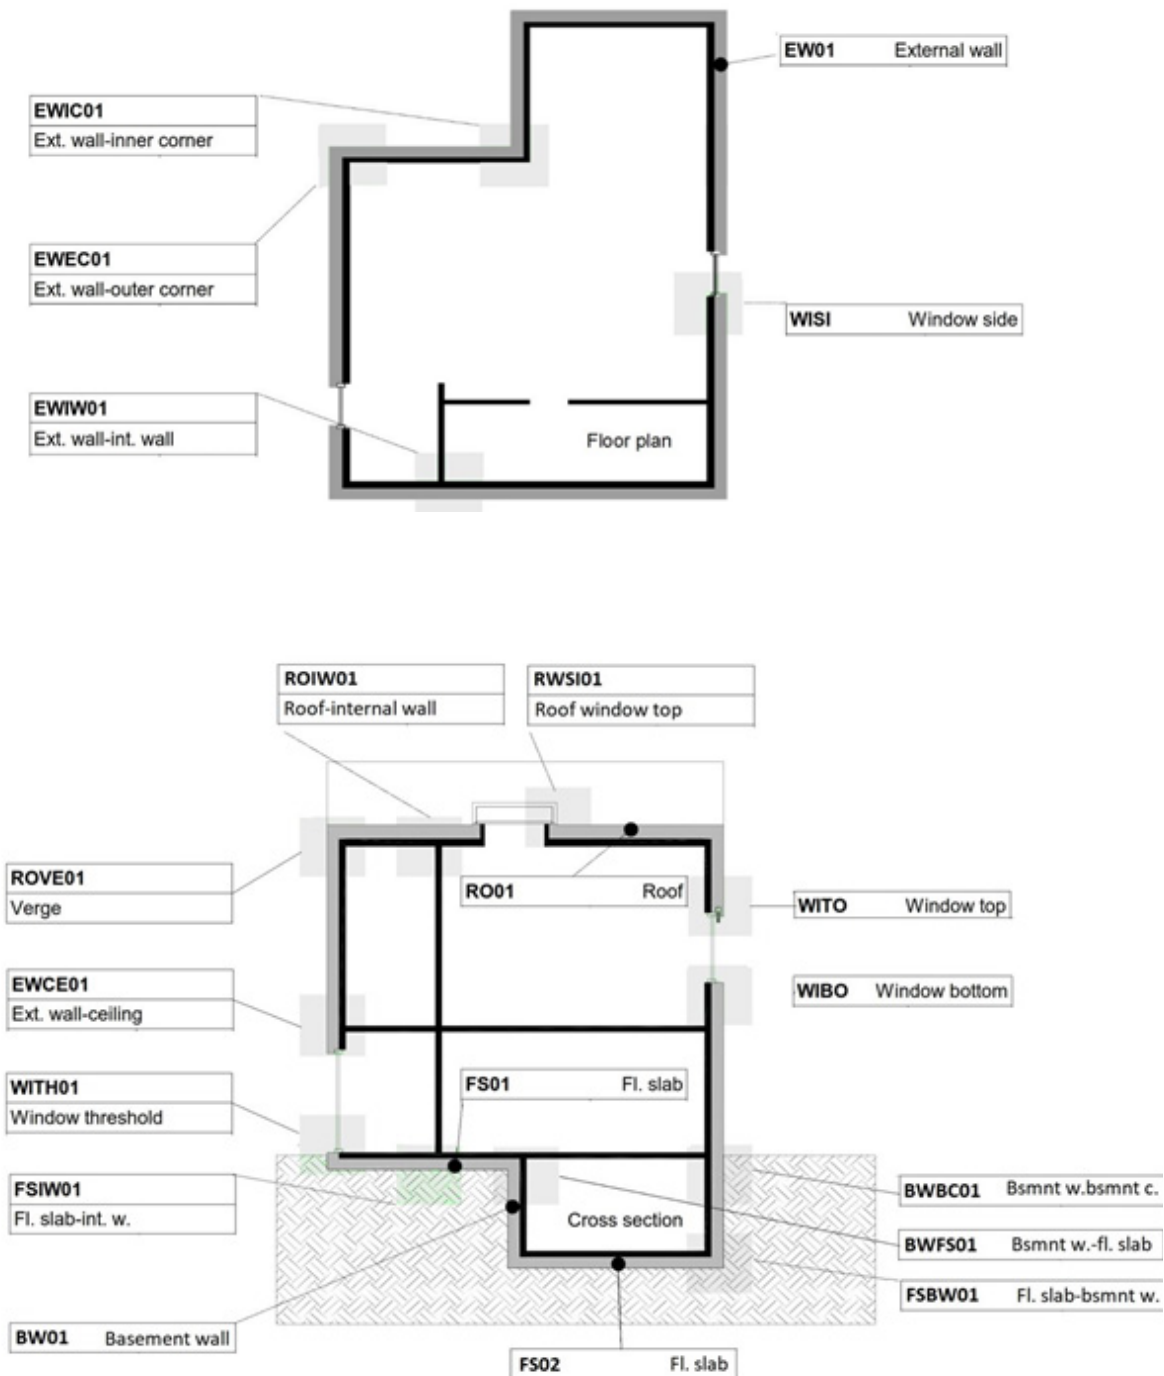 EW01 External wall
EWIC01
Ext. wall-inner corner
EWEC01
Ext. wall-outer corner
WISI Window side
EWIW01
Ext. wall-int. wall
Floor plan
ROIW01
Roof-internal wall
RWSI01
Roof window top
ROVE01
Verge
RO01 Roof
WITO Window top
EWCE01
Ext. wall-ceiling
WIBO Window bottom
WITH01
Window threshold
FS01 Fl. slab
FSIW01
Fl. slab-int. w.
BWBC01 Bsmnt w.bsmnt c.
Cross section
BWFS01 Bsmnt w.-fl. slab
FSBW01 Fl. slab-bsmnt w.
BW01 Basement wall
FS02 Fl. slab